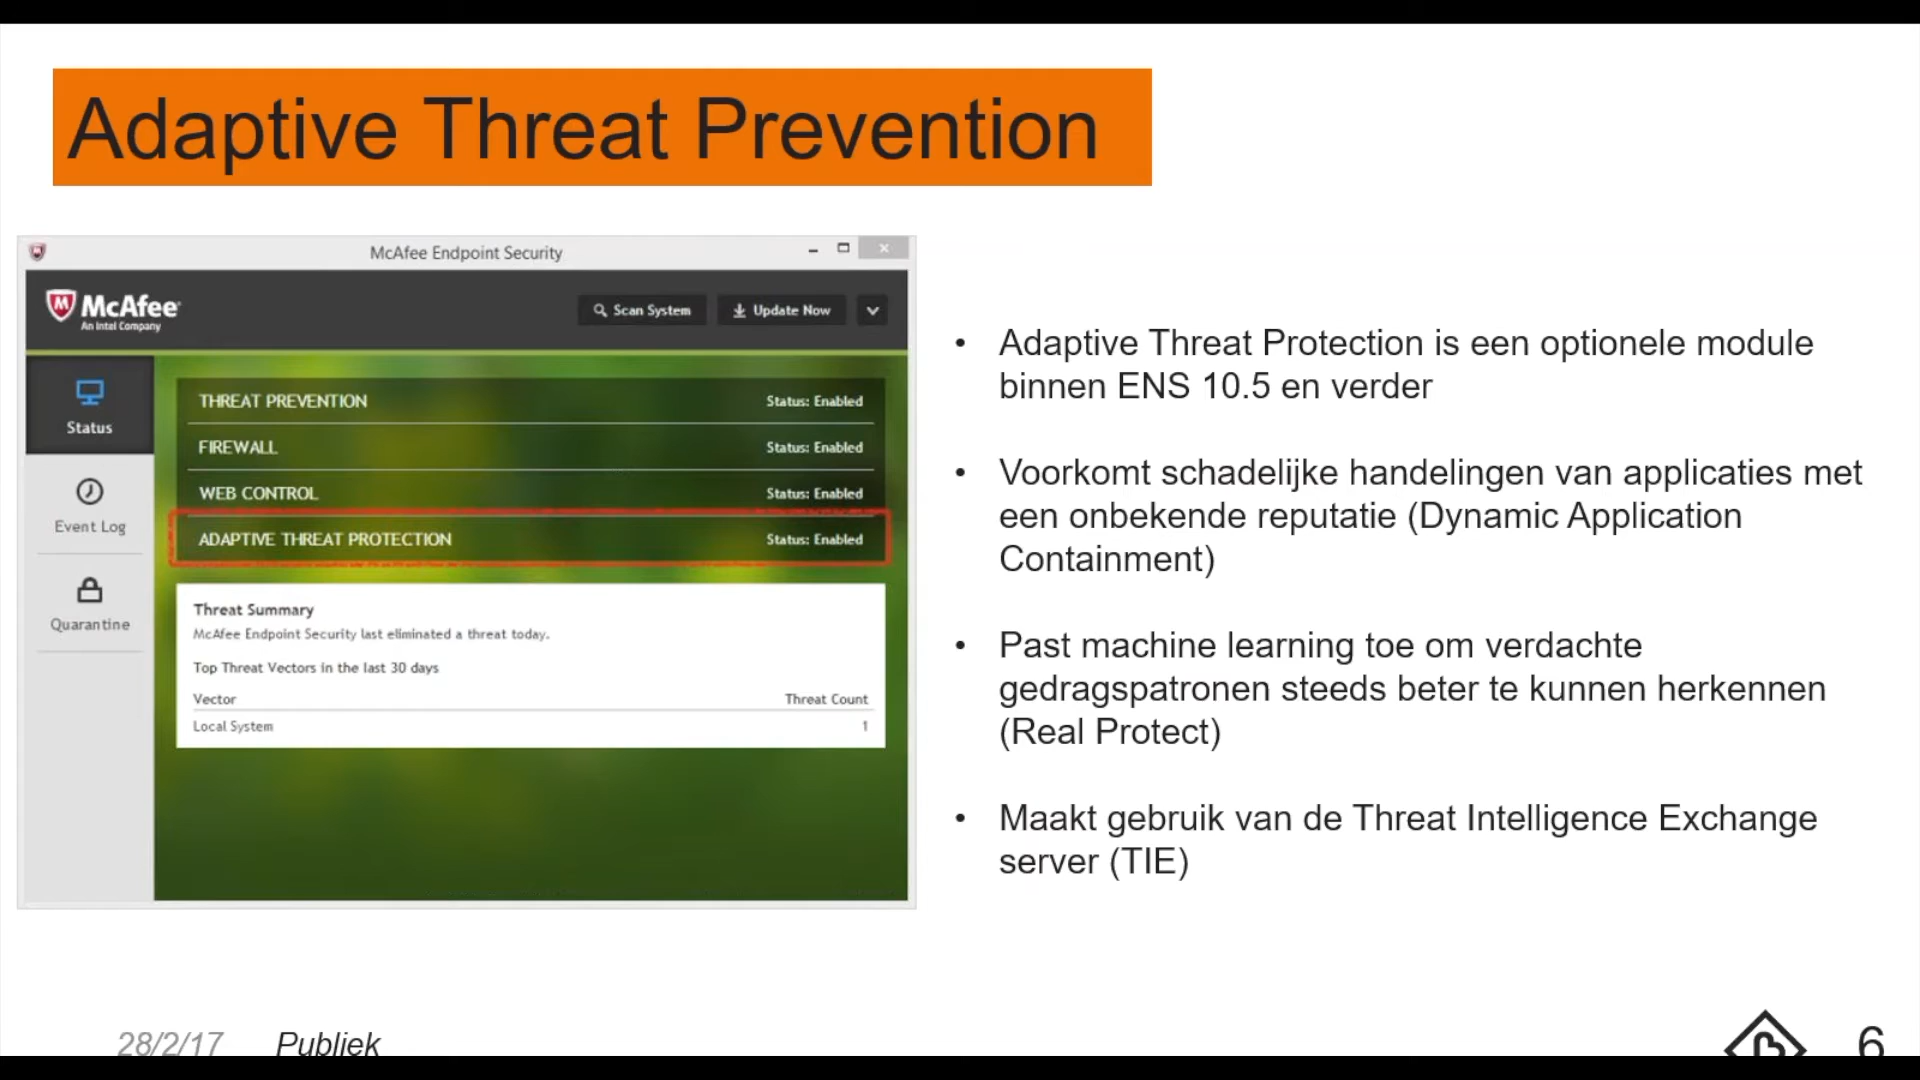 Adaptive Threat Prevention
McAfee Endpoint Security
McAfee
An Intel Company
Scan System
Update Now
Status
Event Log
Quarantine
THREAT PREVENTION Status: Enabled
FIREWALL Status: Enabled
WEB CONTROL Status: Enabled
ADAPTIVE THREAT PROTECTION Status: Enabled
Threat Summary
McAfee Endpoint Security last eliminated a threat today.
Top Threat Vectors in the last 30 days
Vector Threat Count
Local System 1
• Adaptive Threat Protection is een optionele module
binnen ENS 10.5 en verder
• Voorkomt schadelijke handelingen van applicaties met
een onbekende reputatie (Dynamic Application
Containment)
• Past machine learning toe om verdachte
gedragspatronen steeds beter te kunnen herkennen
(Real Protect)
• Maakt gebruik van de Threat Intelligence Exchange
server (TIE)
28/2/17 Publiek 6